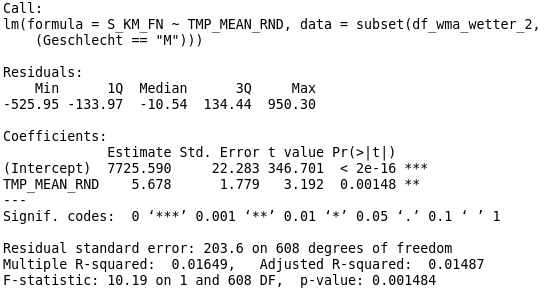 Call:
lm(formula = S_KM_FN ~ TMP_MEAN_RND, data = subset(df_wma_wetter_2,
    (Geschlecht == "M")))
Residuals:
    Min      1Q  Median      3Q     Max
-525.95 -133.97  -10.54  134.44  950.30
Coefficients:
             Estimate Std. Error t value Pr(>|t|)
(Intercept)  7725.590     22.283 346.701  < 2e-16 ***
TMP_MEAN_RND    5.678      1.779   3.192  0.00148 **
---
Signif. codes:  0 ‘***’ 0.001 ‘**’ 0.01 ‘*’ 0.05 ‘.’ 0.1 ‘ ’ 1
Residual standard error: 203.6 on 608 degrees of freedom
Multiple R-squared:  0.01649,   Adjusted R-squared:  0.01487
F-statistic: 10.19 on 1 and 608 DF,  p-value: 0.001484